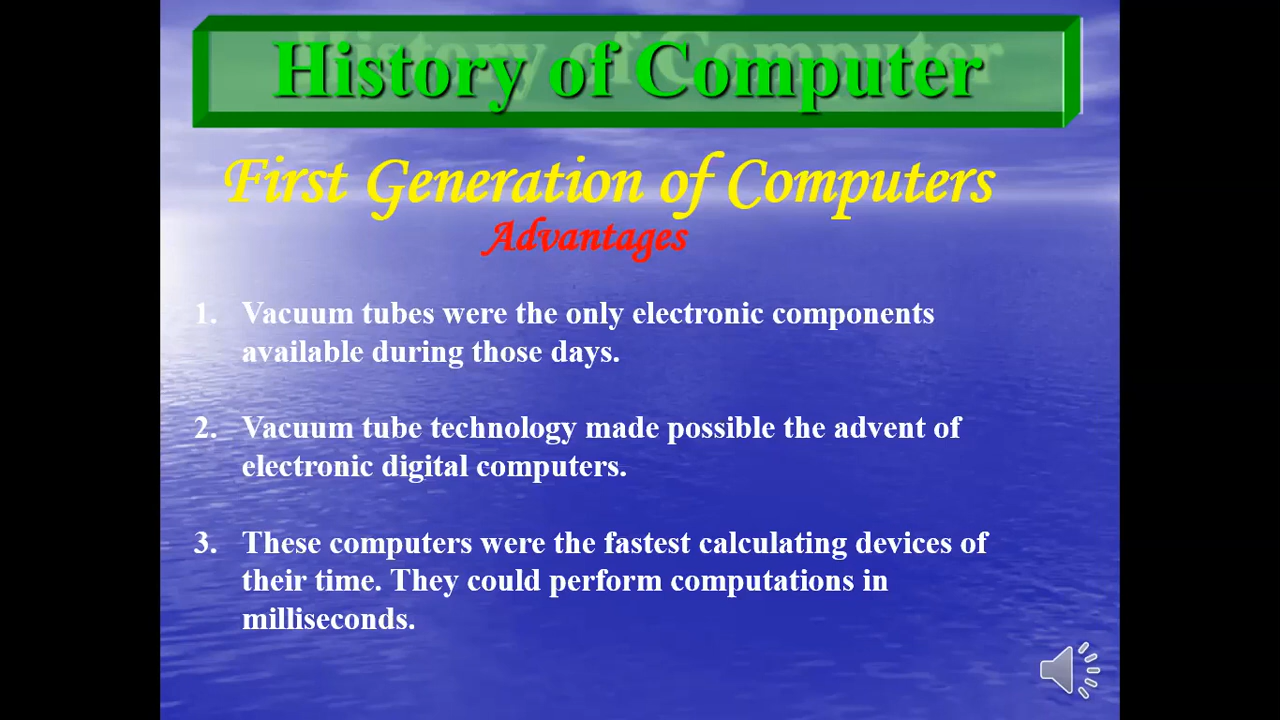 History of Computer
First Generation of Computers
Advantages
1. Vacuum tubes were the only electronic components
available during those days.
2. Vacuum tube technology made possible the advent of
electronic digital computers.
3. These computers were the fastest calculating devices of
their time. They could perform computations in
milliseconds.